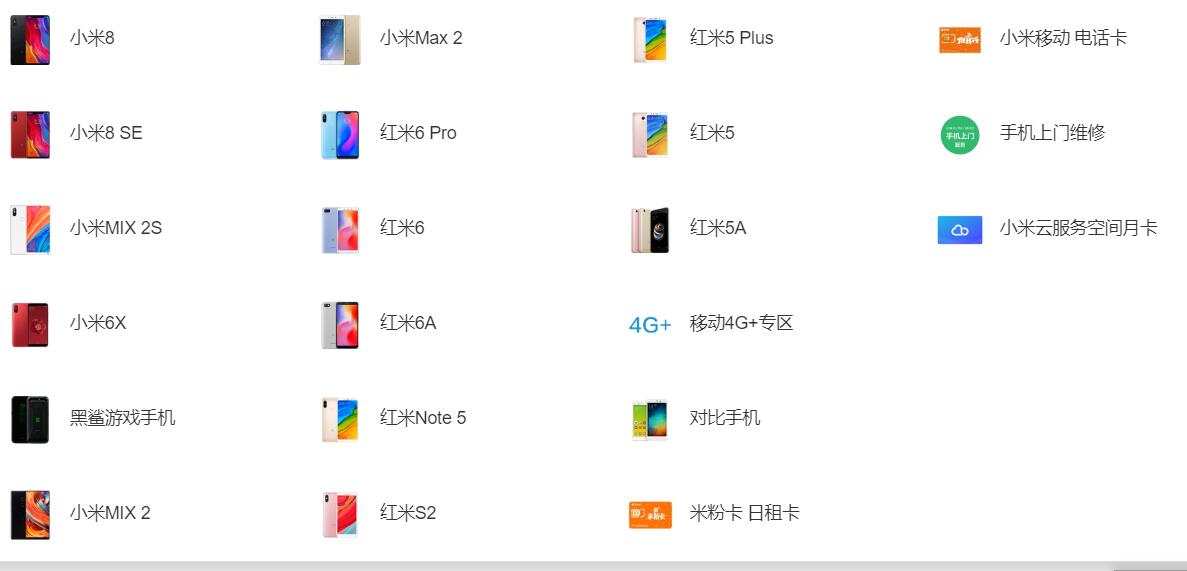 小米8
小米8 SE
小米MIX 2S
小米6X
黑鲨游戏手机
小米MIX 2
小米Max 2
红米6 Pro
红米6
红米6A
红米Note 5
红米S2
红米5 Plus
红米5
红米5A
4G+
移动4G+专区
对比手机
米粉卡
米粉卡 日租卡
小米移动 电话卡
手机上门
服务
手机上门维修
小米云服务空间月卡